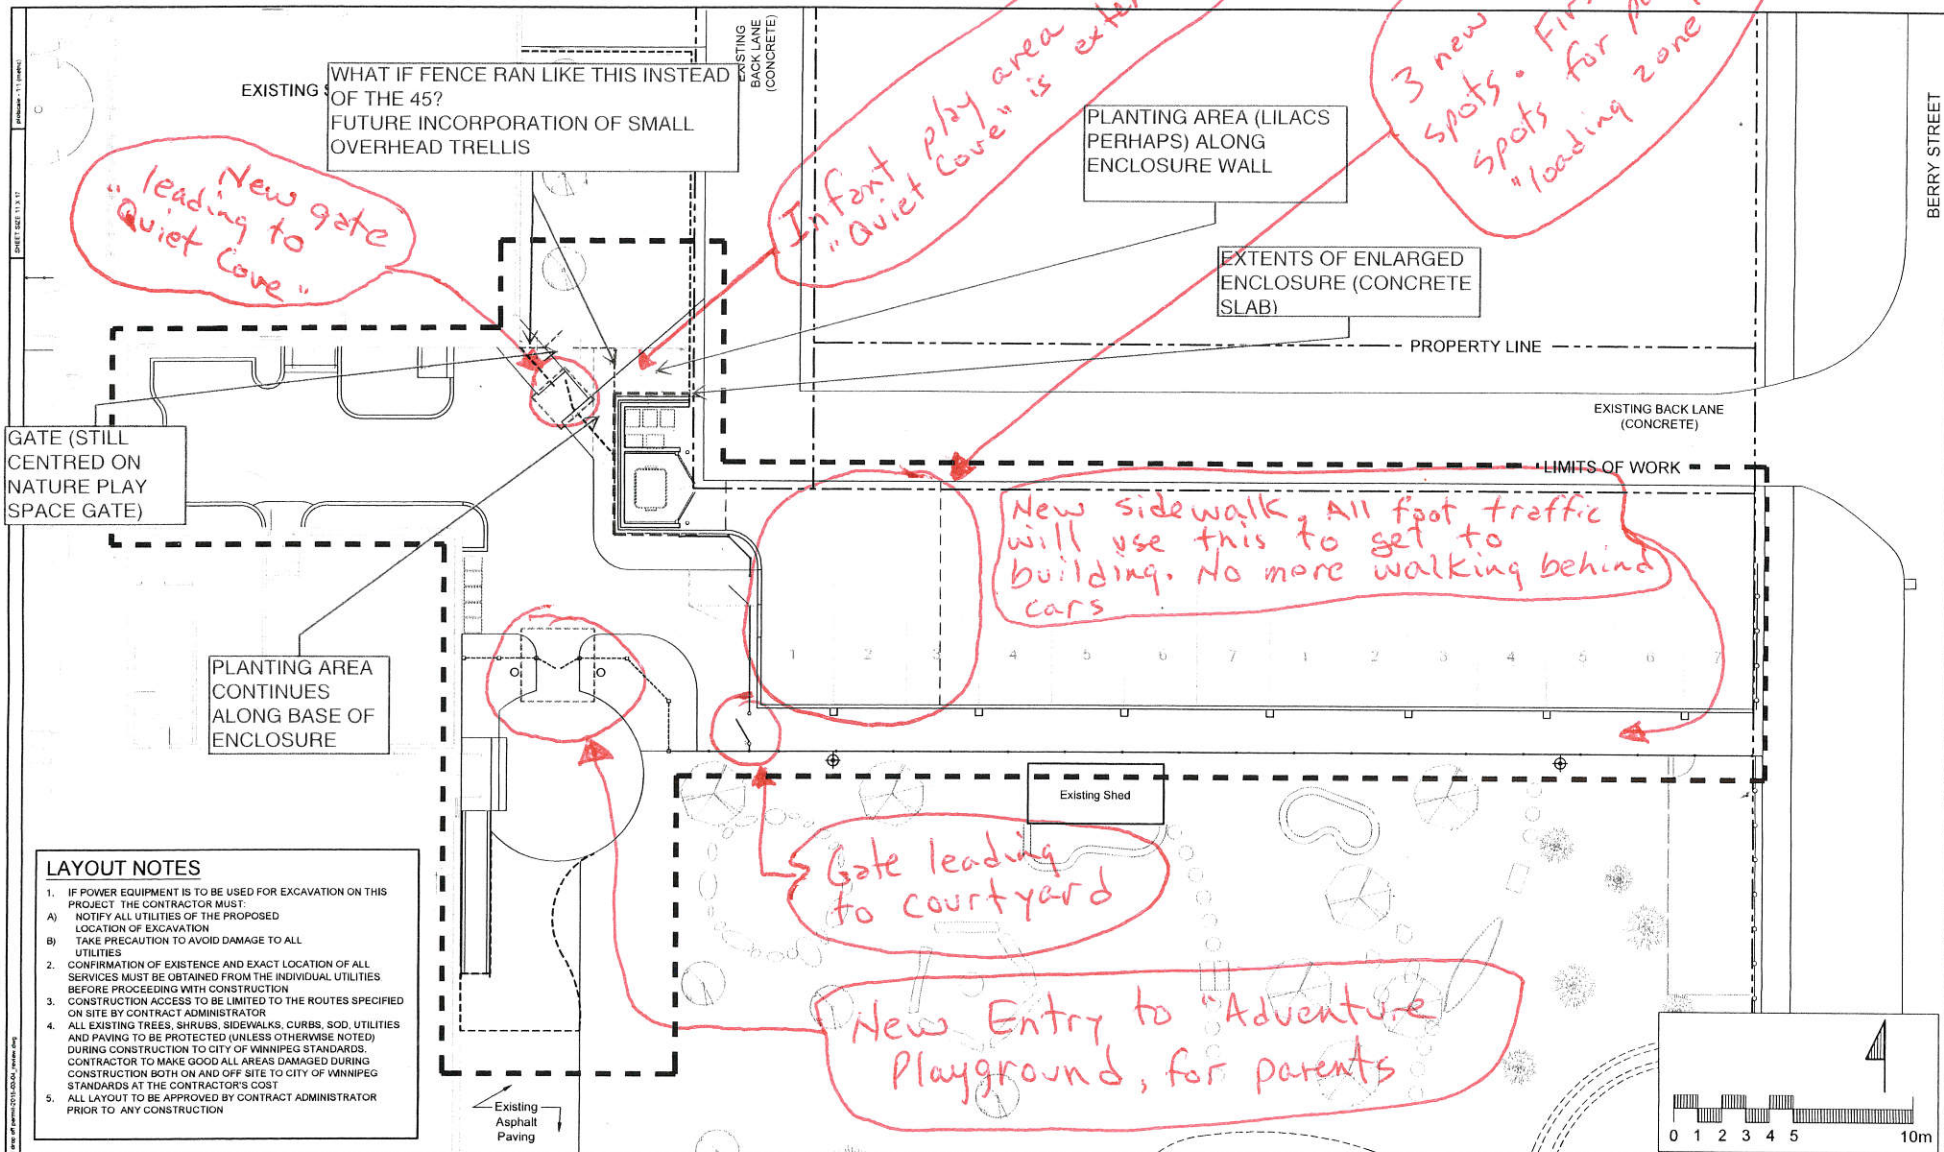 WHAT IF FENCE RAN LIKE THIS INSTEAD
OF THE 45?
FUTURE INCORPORATION OF SMALL
OVERHEAD TRELLIS
EXISTING
EXISTING
BACK LANE
(CONCRETE)
New gate
leading to
"Quiet Cove"
Infant play area
"Quiet Cove" is
3 new
spots.
spots for
"loading zone
PLANTING AREA (LILACS
PERHAPS) ALONG
ENCLOSURE WALL
EXTENTS OF ENLARGED
ENCLOSURE (CONCRETE
SLAB)
BERRY STREET
PROPERTY LINE
EXISTING BACK LANE
(CONCRETE)
LIMITS OF WORK
GATE (STILL
CENTRED ON
NATURE PLAY
SPACE GATE)
New sidewalk. All foot traffic
will use this to get to
building. No more walking behind
cars
1 2 3 4 5 6 7 1 2 3 4 5 6 7
PLANTING AREA
CONTINUES
ALONG BASE OF
ENCLOSURE
Existing Shed
Gate leading
to courtyard
New Entry to "Adventure
Playground, for parents
LAYOUT NOTES
1. IF POWER EQUIPMENT IS TO BE USED FOR EXCAVATION ON THIS
PROJECT THE CONTRACTOR MUST:
A) NOTIFY ALL UTILITIES OF THE PROPOSED
LOCATION OF EXCAVATION
B) TAKE PRECAUTION TO AVOID DAMAGE TO ALL
UTILITIES
2. CONFIRMATION OF EXISTENCE AND EXACT LOCATION OF ALL
SERVICES MUST BE OBTAINED FROM THE INDIVIDUAL UTILITIES
BEFORE PROCEEDING WITH CONSTRUCTION
3. CONSTRUCTION ACCESS TO BE LIMITED TO THE ROUTES SPECIFIED
ON SITE BY CONTRACT ADMINISTRATOR
4. ALL EXISTING TREES, SHRUBS, SIDEWALKS, CURBS, SOD, UTILITIES
AND PAVING TO BE PROTECTED (UNLESS OTHERWISE NOTED)
DURING CONSTRUCTION TO CITY OF WINNIPEG STANDARDS.
CONTRACTOR TO MAKE GOOD ALL AREAS DAMAGED DURING
CONSTRUCTION BOTH ON AND OFF SITE TO CITY OF WINNIPEG
STANDARDS AT THE CONTRACTOR'S COST
5. ALL LAYOUT TO BE APPROVED BY CONTRACT ADMINISTRATOR
PRIOR TO ANY CONSTRUCTION
Existing
Asphalt
Paving
0 1 2 3 4 5 10m
SHEET SIZE 11 X 17